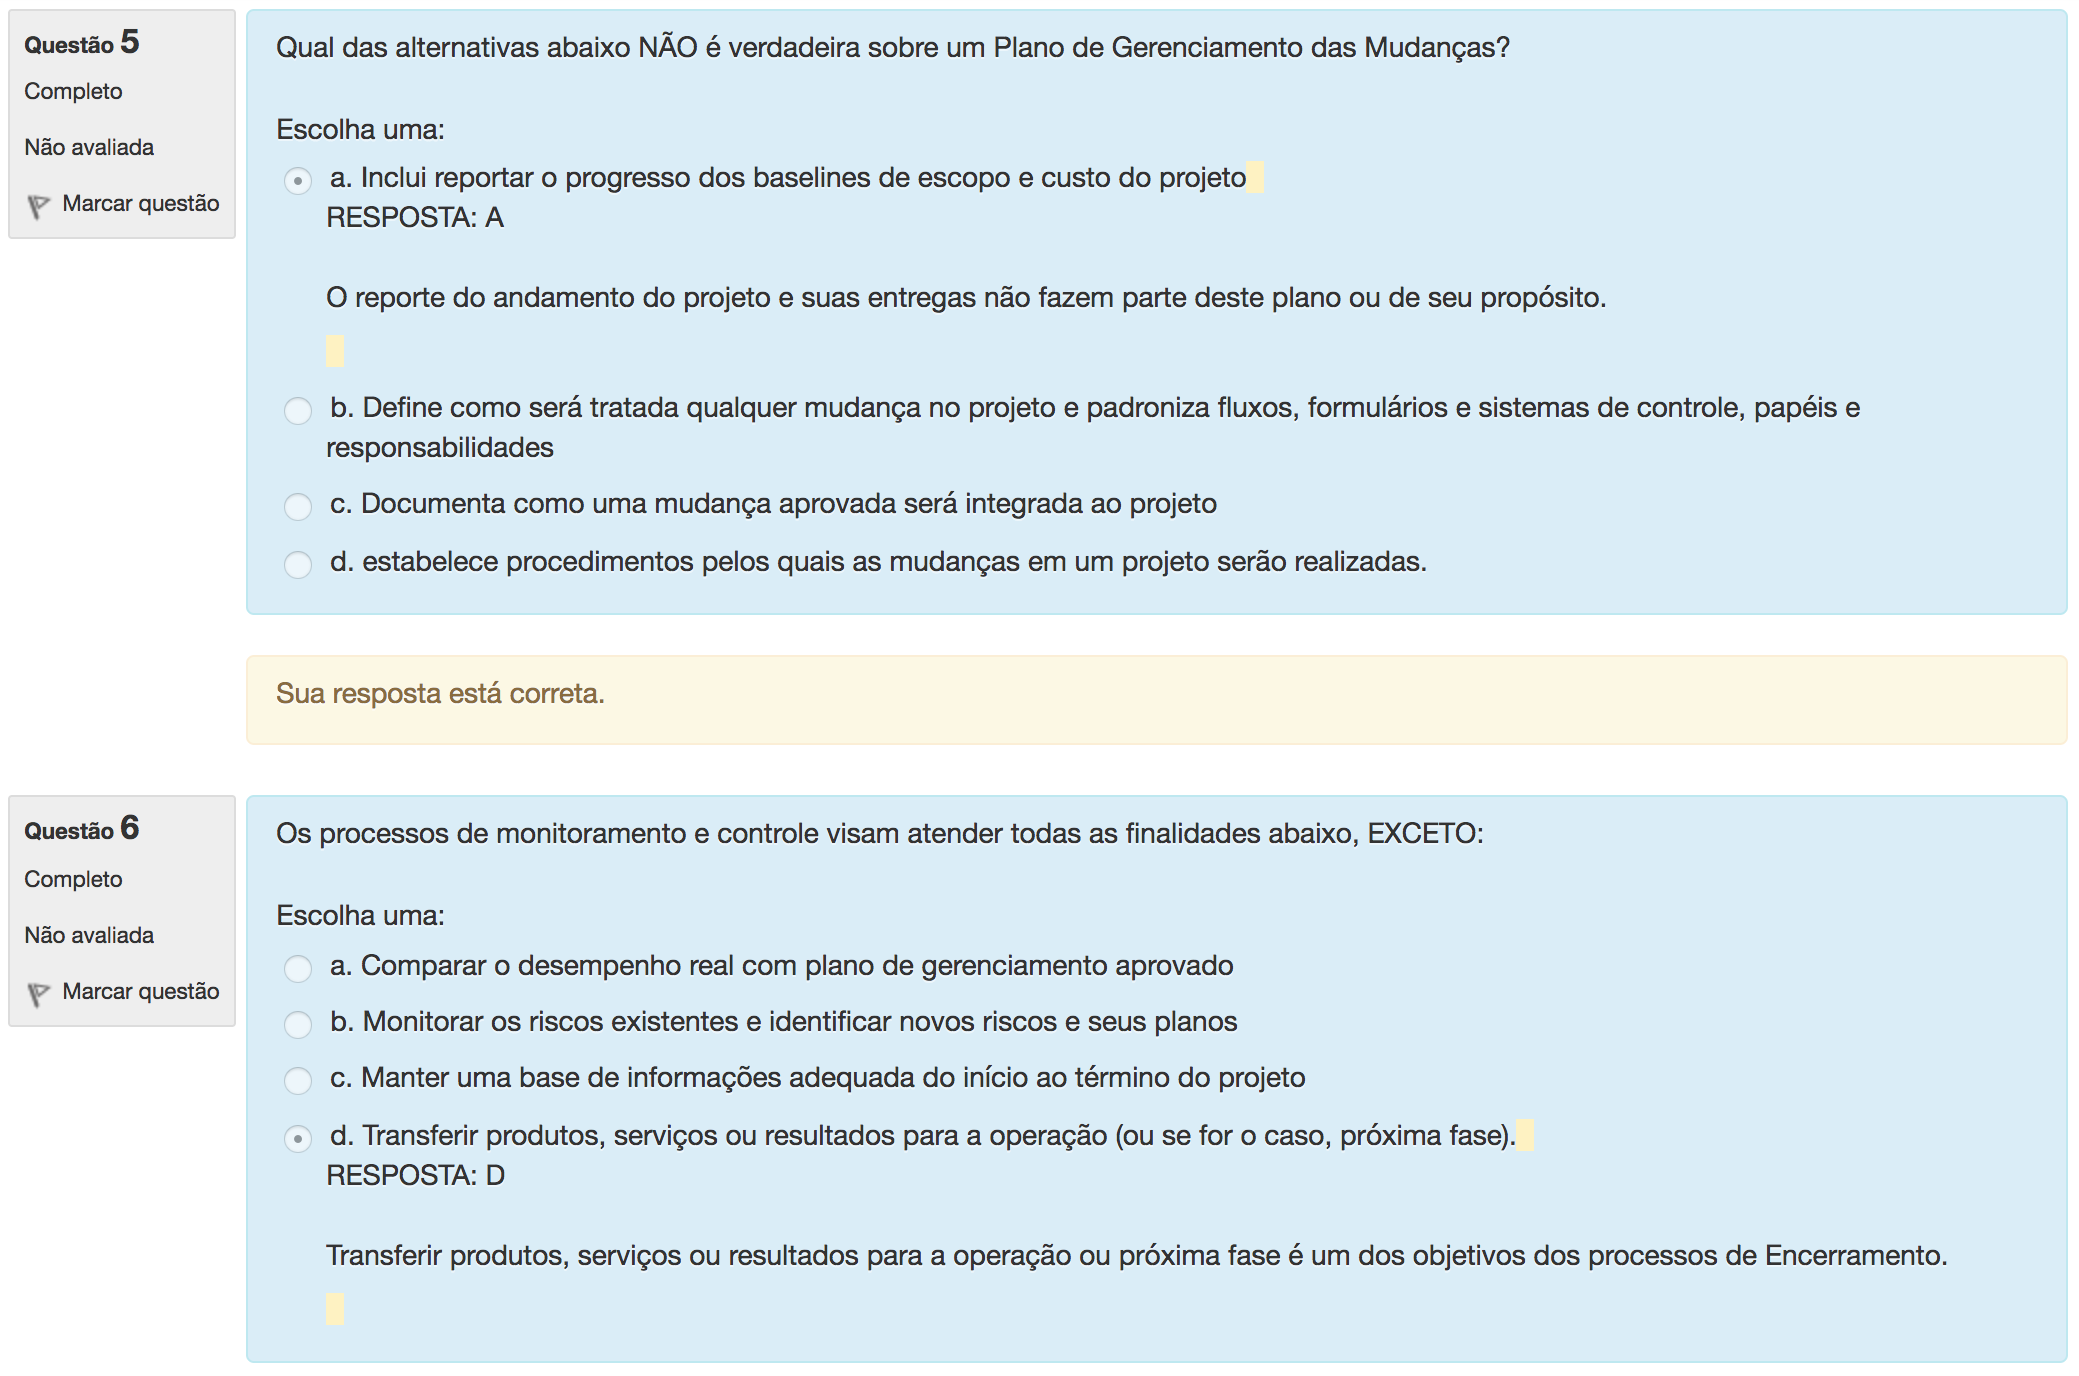 Questão 5
Completo
Não avaliada
Marcar questão
Qual das alternativas abaixo NÃO é verdadeira sobre um Plano de Gerenciamento das Mudanças?
Escolha uma:
a. Inclui reportar o progresso dos baselines de escopo e custo do projeto
RESPOSTA: A
O reporte do andamento do projeto e suas entregas não fazem parte deste plano ou de seu propósito.
b. Define como será tratada qualquer mudança no projeto e padroniza fluxos, formulários e sistemas de controle, papéis e
responsabilidades
c. Documenta como uma mudança aprovada será integrada ao projeto
d. estabelece procedimentos pelos quais as mudanças em um projeto serão realizadas.
Sua resposta está correta.
Questão 6
Completo
Não avaliada
Marcar questão
Os processos de monitoramento e controle visam atender todas as finalidades abaixo, EXCETO:
Escolha uma:
a. Comparar o desempenho real com plano de gerenciamento aprovado
b. Monitorar os riscos existentes e identificar novos riscos e seus planos
c. Manter uma base de informações adequada do início ao término do projeto
d. Transferir produtos, serviços ou resultados para a operação (ou se for o caso, próxima fase).
RESPOSTA: D
Transferir produtos, serviços ou resultados para a operação ou próxima fase é um dos objetivos dos processos de Encerramento.